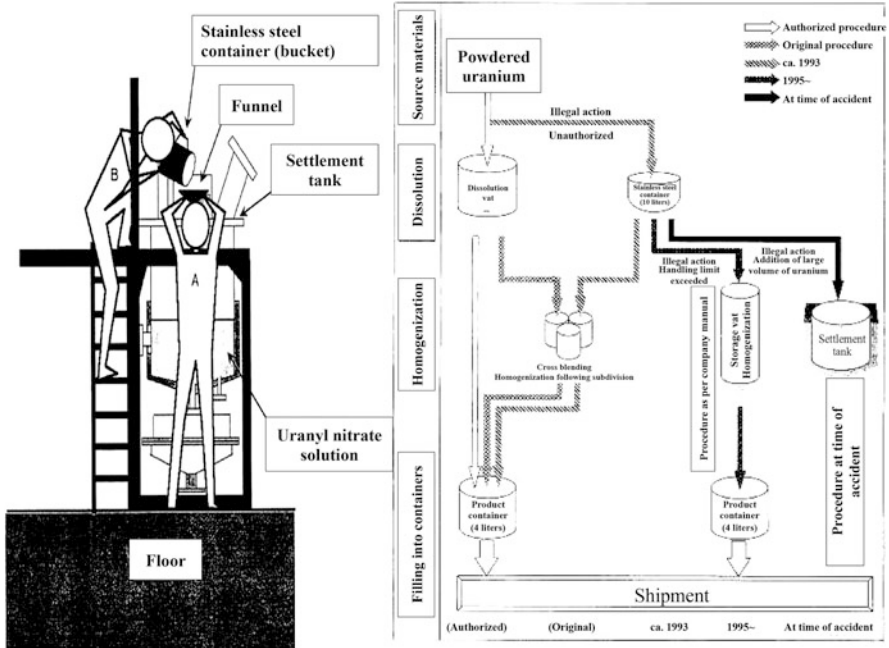 Stainless steel
container (bucket)
Funnel
Settlement
tank
B
A
Uranyl nitrate
solution
Floor
Source materials
Dissolution
Homogenization
Filling into containers
Authorized procedure
Original procedure
ca. 1993
1995~
At time of accident
Powdered
uranium
Illegal action
Unauthorized
Dissolution
vat
Stainless steel
container
(10 liters)
Illegal action
Handling limit
exceeded
Illegal action
Addition of large
volume of uranium
Cross blending
Homogenization following subdivision
Procedure as per company manual
Storage vat
Homogenization
Settlement
tank
Procedure at time of
accident
Product
container
(4 liters)
Product
container
(4 liters)
Shipment
(Authorized)
(Original)
ca. 1993
1995~
At time of accident